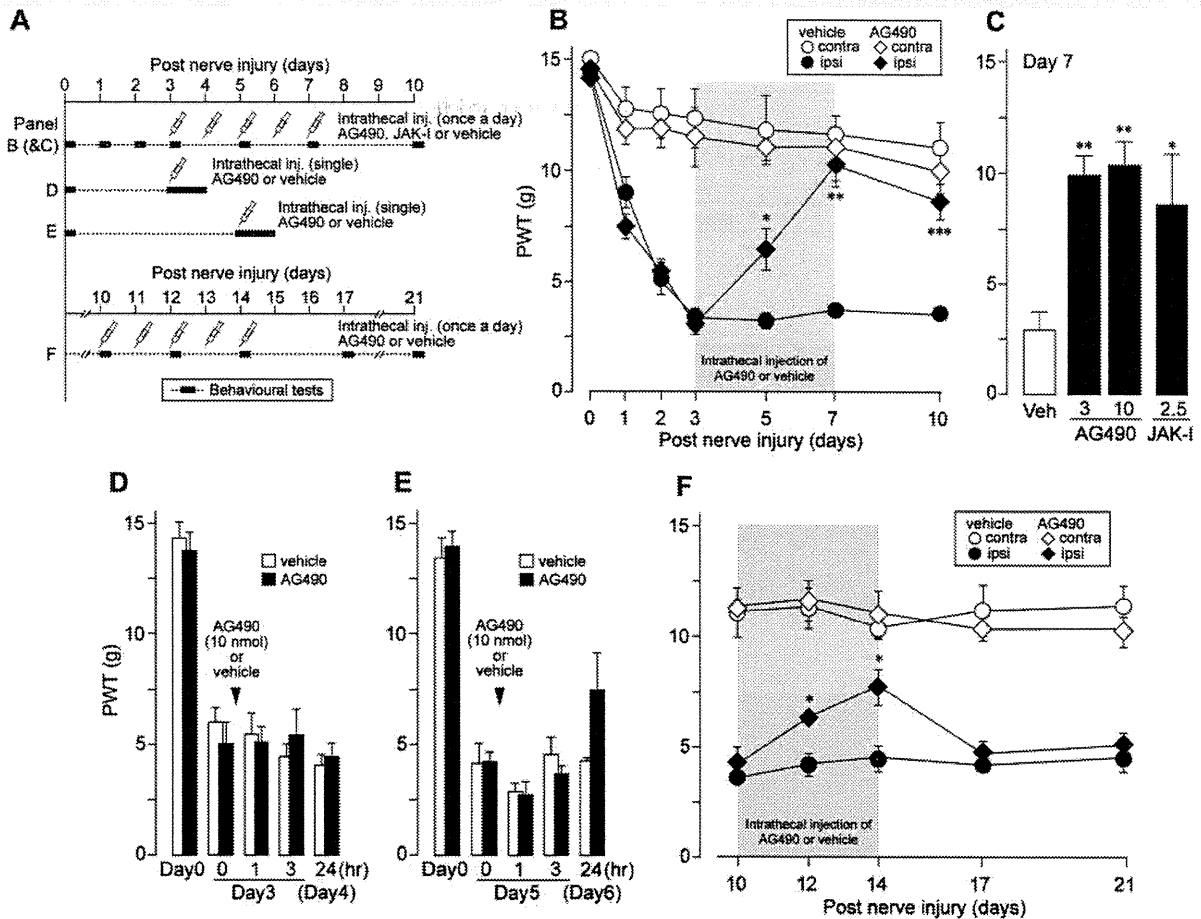 A
Post nerve injury (days)
0 1 2 3 4 5 6 7 8 9 10
Panel
B (&C)
Intrathecal inj. (once a day)
AG490, JAK-I or vehicle
D
Intrathecal inj. (single)
AG490 or vehicle
E
Intrathecal inj. (single)
AG490 or vehicle
Post nerve injury (days)
10 11 12 13 14 15 17 21
F
Intrathecal inj. (once a day)
AG490 or vehicle
Behavioural tests
B
vehicle AG490
contra contra
ipsi ipsi
PWT (g)
15
10
5
0
*
**
***
Intrathecal injection of
AG490 or vehicle
0 1 2 3 5 7 10
Post nerve injury (days)
C
Day 7
15
10
5
0
** ** *
Veh 3 10 2.5
AG490 JAK-I
D
PWT (g)
15
10
5
0
vehicle
AG490
AG490
(10 nmol)
or
vehicle
Day0 0 1 3 24(hr)
Day3 (Day4)
E
15
10
5
0
vehicle
AG490
AG490
(10 nmol)
or
vehicle
Day0 0 1 3 24(hr)
Day5 (Day6)
F
vehicle AG490
contra contra
ipsi ipsi
15
10
5
0
* *
Intrathecal injection of
AG490 or vehicle
10 12 14 17 21
Post nerve injury (days)